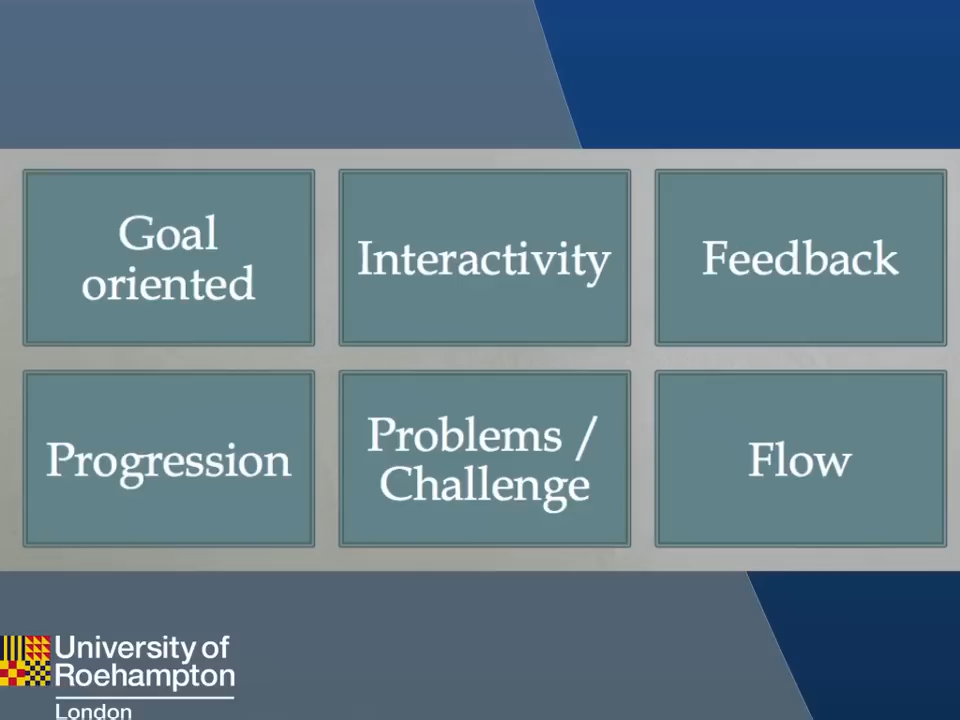 Goal
oriented
Interactivity
Feedback
Progression
Problems /
Challenge
Flow
University of
Roehampton
London